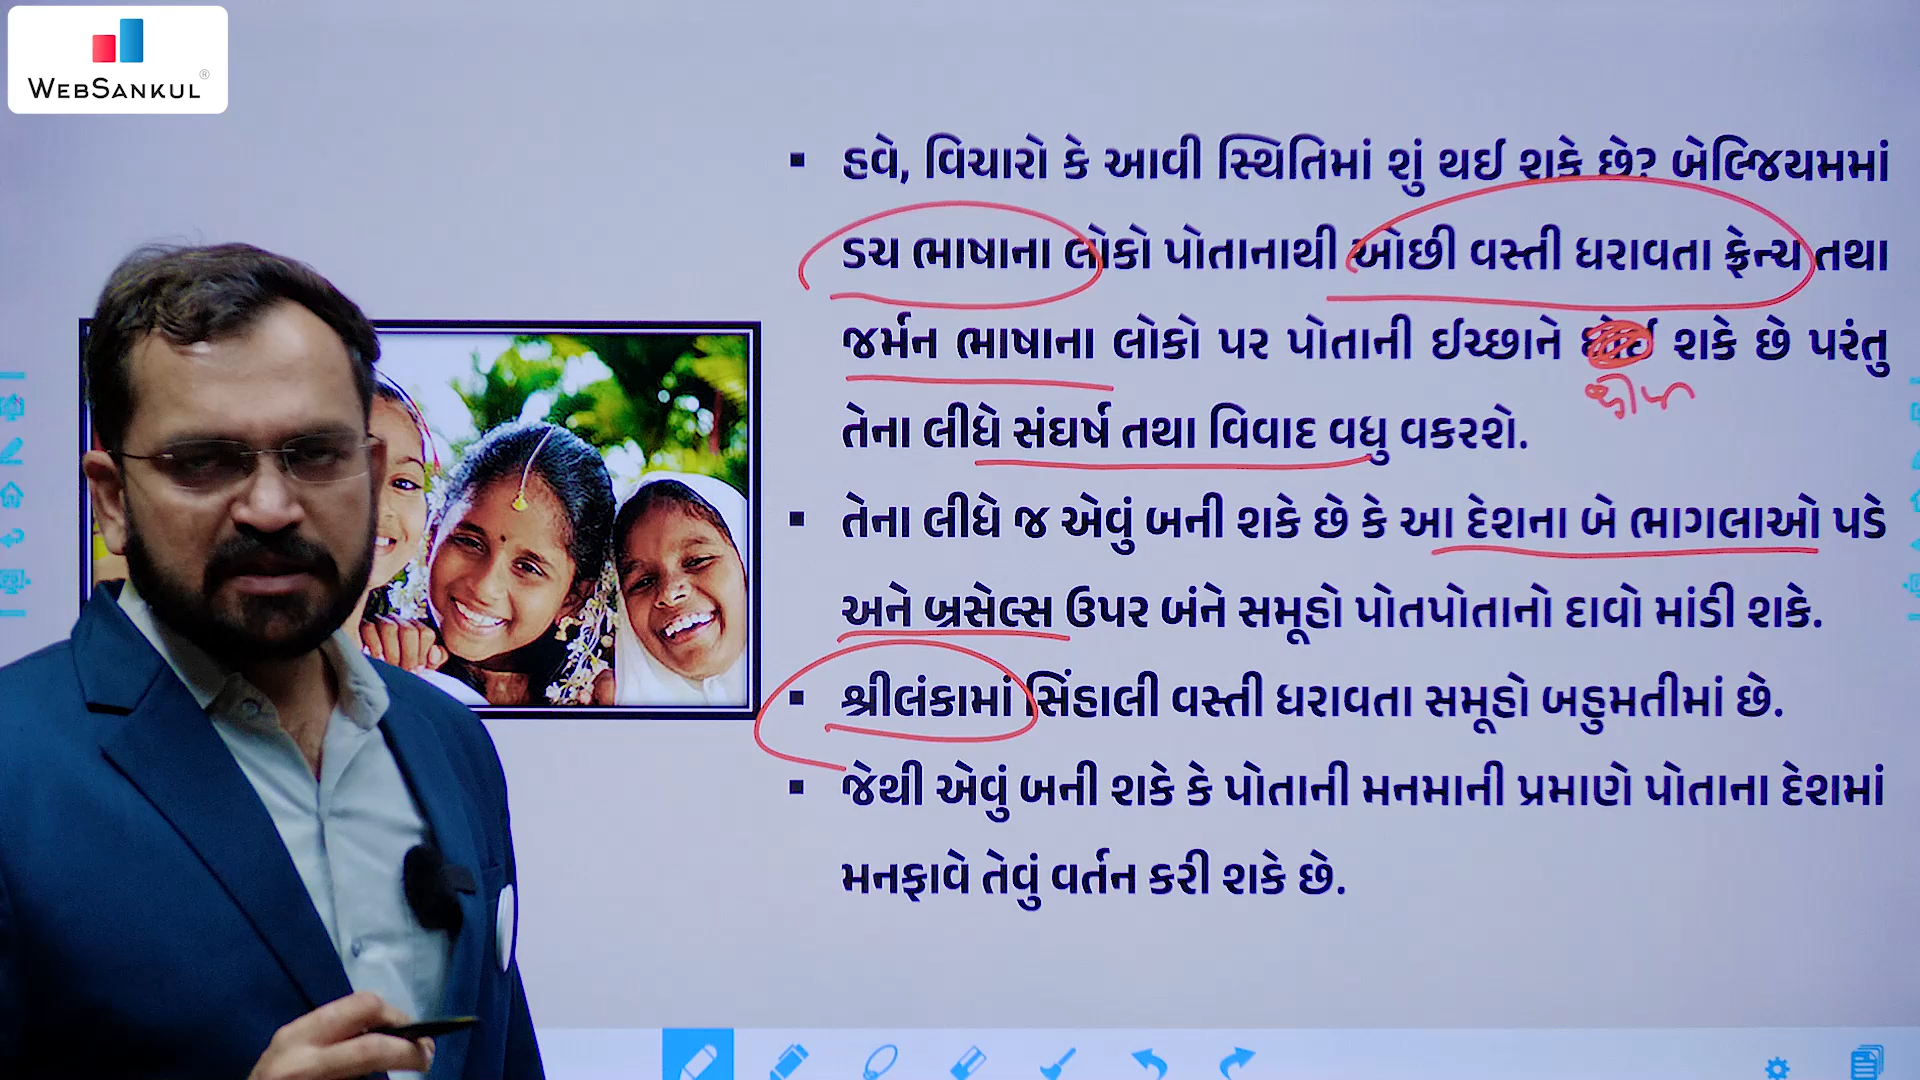 WEBSANKUL®
▪ હવે, વિચારો કે આવી સ્થિતિમાં શું થઈ શકે છે? બેલ્જિયમમાં
ડચ ભાષાના લોકો પોતાનાથી ઓછી વસ્તી ધરાવતા ફ્રેન્ચ તથા
જર્મન ભાષાના લોકો પર પોતાની ઈચ્છાને શકે છે પરંતુ
તેના લીધે સંઘર્ષ તથા વિવાદ વધુ વકરશે.
▪ તેના લીધે જ એવું બની શકે છે કે આ દેશના બે ભાગલાઓ પડે
અને બ્રસેલ્સ ઉપર બંને સમૂહો પોતપોતાનો દાવો માંડી શકે.
▪ શ્રીલંકામાં સિંહાલી વસ્તી ધરાવતા સમૂહો બહુમતીમાં છે.
▪ જેથી એવું બની શકે કે પોતાની મનમાની પ્રમાણે પોતાના દેશમાં
મનફાવે તેવું વર્તન કરી શકે છે.